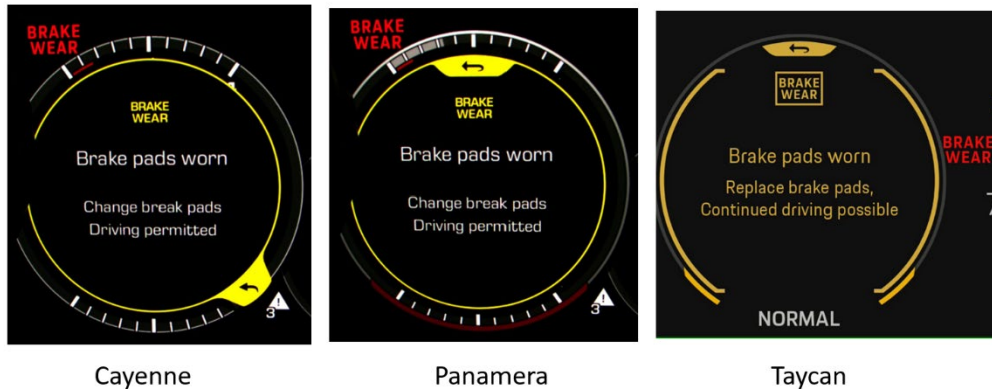 BRAKE
WEAR
BRAKE
WEAR
Brake pads worn
Change break pads
Driving permitted
3
Cayenne
BRAKE
WEAR
BRAKE
WEAR
Brake pads worn
Change break pads
Driving permitted
3
Panamera
BRAKE
WEAR
BRAKE
WEAR
Brake pads worn
Replace brake pads,
Continued driving possible
NORMAL
Taycan